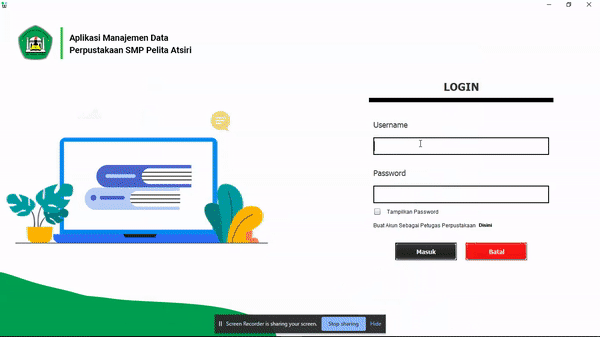 Aplikasi Manajemen Data
Perpustakaan SMP Pelita Atsiri
LOGIN
Username
Password
Tampilkan Password
Buat Akun Sebagai Petugas Perpustakaan Disini
Masuk
Batal
Screen Recorder is sharing your screen.
Stop sharing
Hide